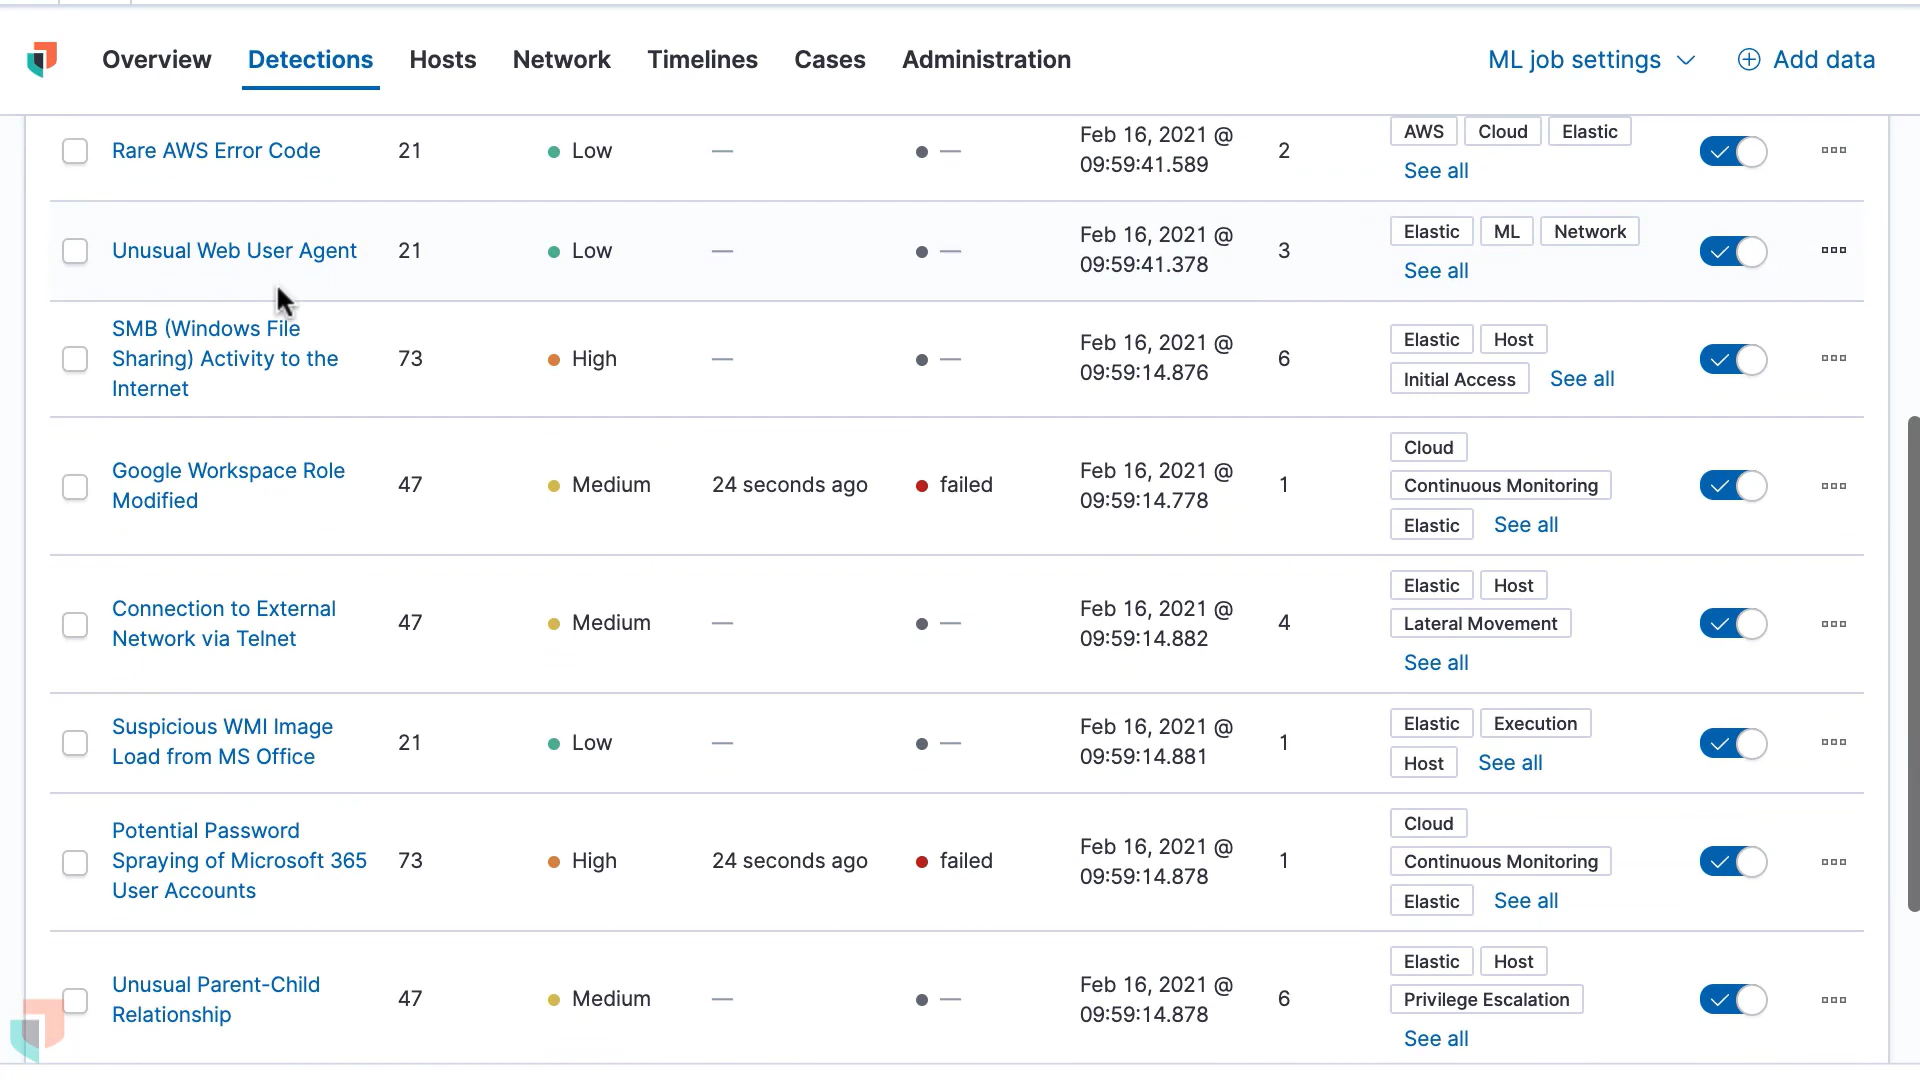 Overview Detections Hosts Network Timelines Cases Administration ML job settings Add data
Rare AWS Error Code 21 Low — — Feb 16, 2021 @ 09:59:41.589 2 AWS Cloud Elastic
See all
Unusual Web User Agent 21 Low — — Feb 16, 2021 @ 09:59:41.378 3 Elastic ML Network
See all
SMB (Windows File
Sharing) Activity to the
Internet
73 High — — Feb 16, 2021 @
09:59:14.876
6
Elastic Host
Initial Access See all
Google Workspace Role
Modified
47 Medium 24 seconds ago failed
Feb 16, 2021 @
09:59:14.778
1
Cloud
Continuous Monitoring
Elastic See all
Connection to External
Network via Telnet
47 Medium — —
Feb 16, 2021 @
09:59:14.882
4
Elastic Host
Lateral Movement
See all
Suspicious WMI Image
Load from MS Office
21 Low — —
Feb 16, 2021 @
09:59:14.881
1
Elastic Execution
Host See all
Potential Password
Spraying of Microsoft 365
User Accounts
73 High 24 seconds ago failed
Feb 16, 2021 @
09:59:14.878
1
Cloud
Continuous Monitoring
Elastic See all
Unusual Parent-Child
Relationship
47 Medium — —
Feb 16, 2021 @
09:59:14.878
6
Elastic Host
Privilege Escalation
See all